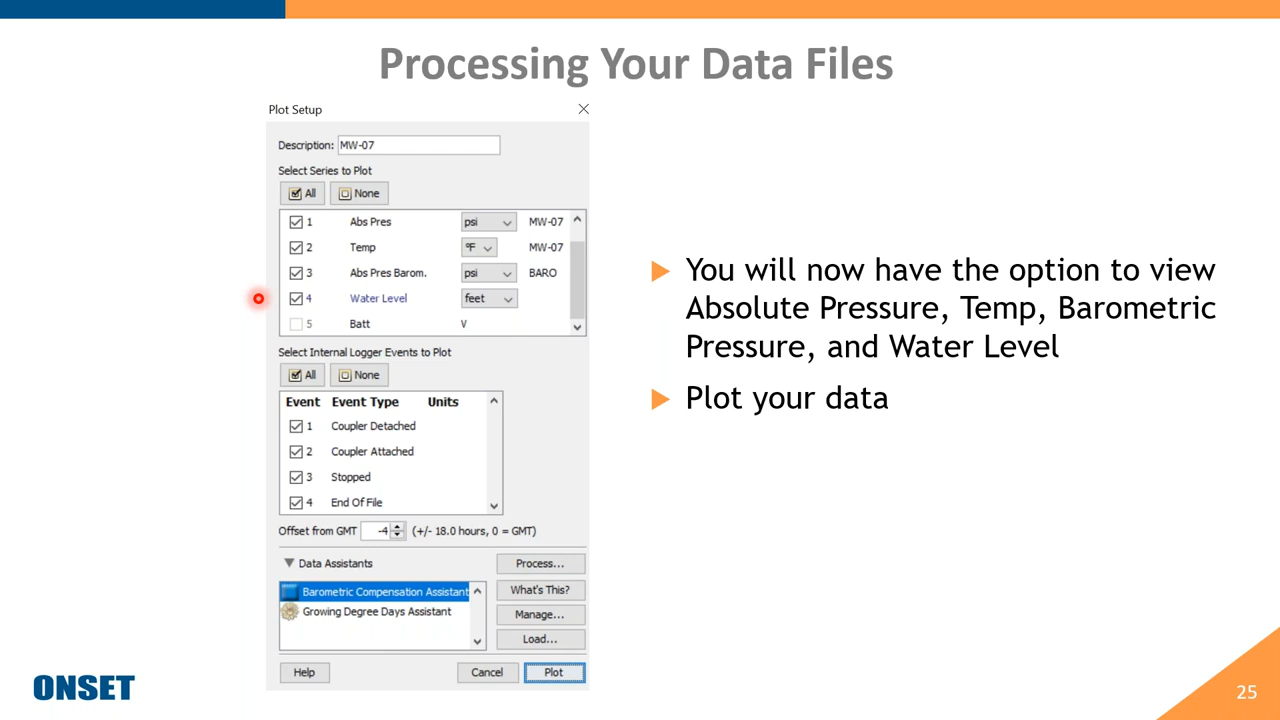 Processing Your Data Files
Plot Setup
Description: MW-07
Select Series to Plot
All None
1 Abs Pres psi MW-07
2 Temp °F MW-07
3 Abs Pres Barom. psi BARO
4 Water Level feet
5 Batt V
Select Internal Logger Events to Plot
All None
Event Event Type Units
1 Coupler Detached
2 Coupler Attached
3 Stopped
4 End Of File
Offset from GMT -4 (+/- 18.0 hours, 0 = GMT)
Data Assistants Process...
Barometric Compensation Assistant What's This?
Growing Degree Days Assistant Manage...
Load...
Help Cancel Plot
You will now have the option to view
Absolute Pressure, Temp, Barometric
Pressure, and Water Level
Plot your data
ONSET
25